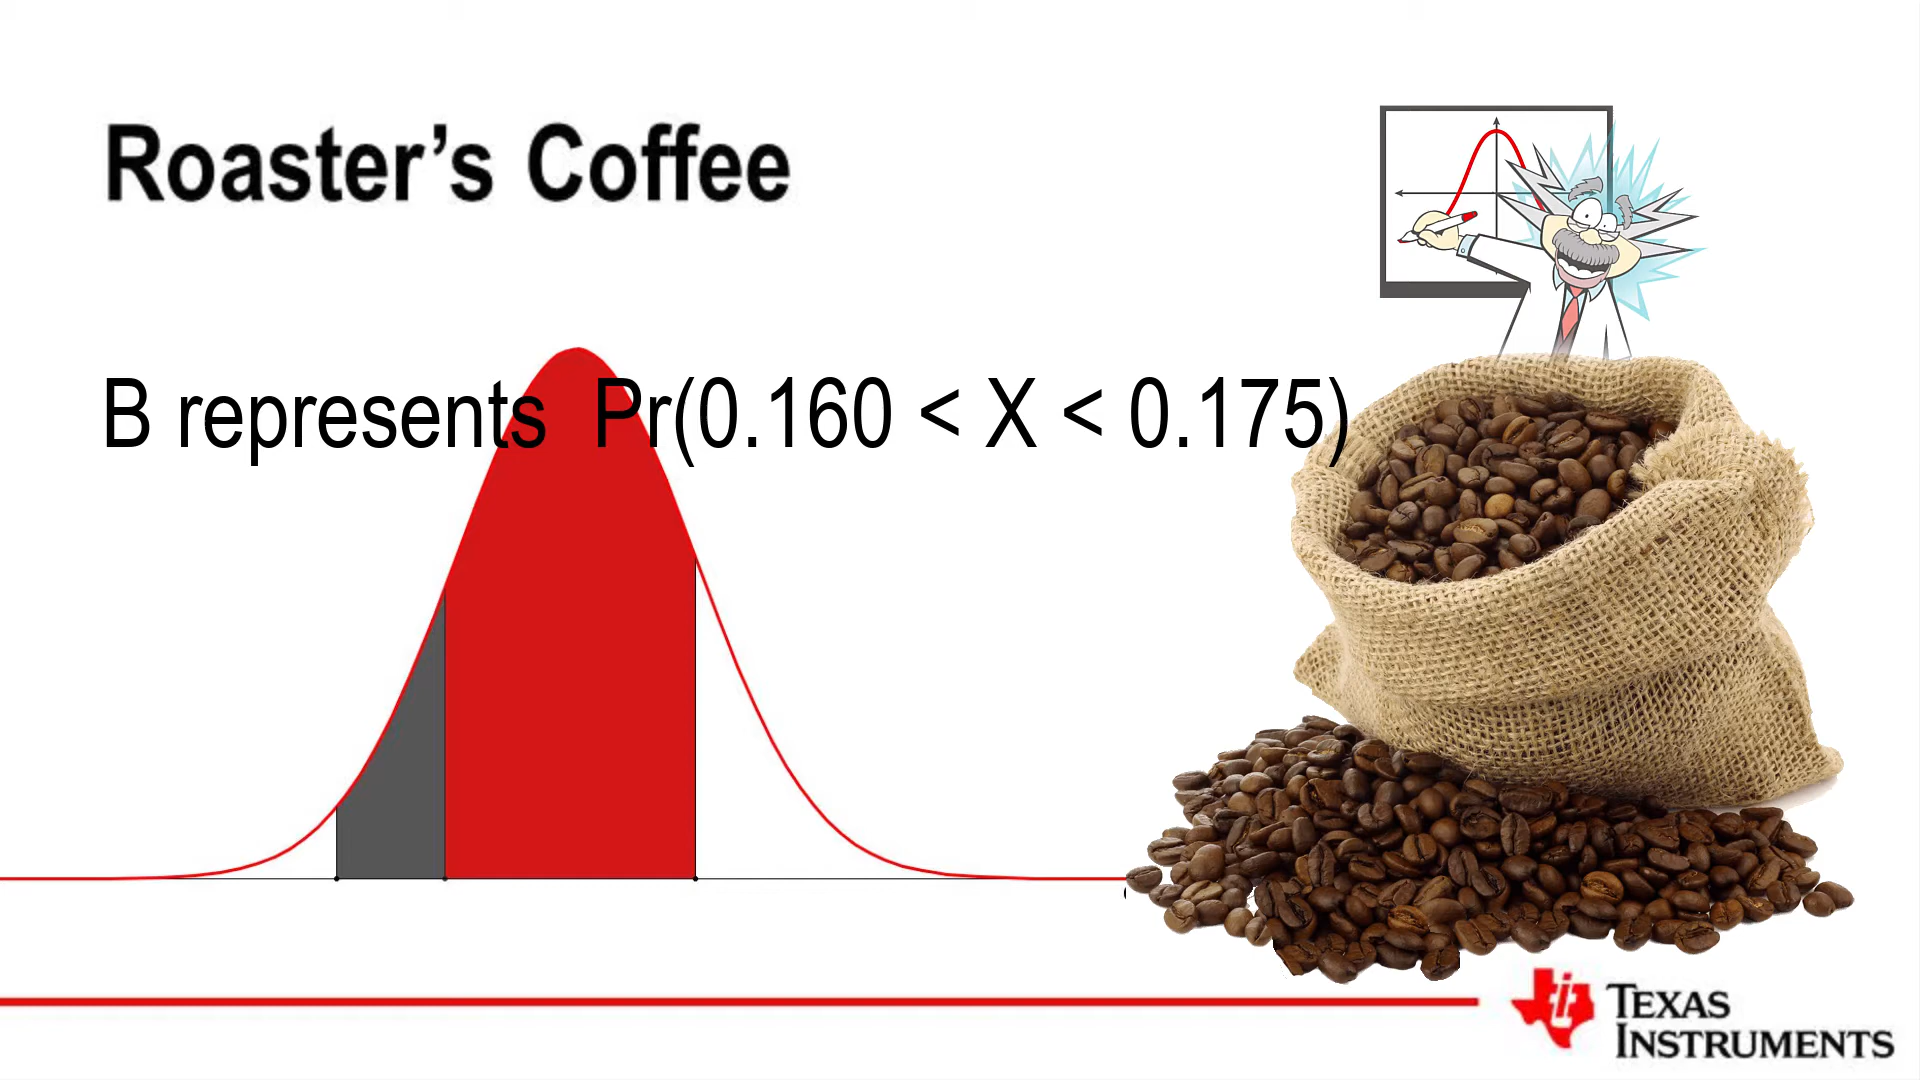 Roaster’s Coffee
B represents Pr(0.160 < X < 0.175)
TEXAS
INSTRUMENTS